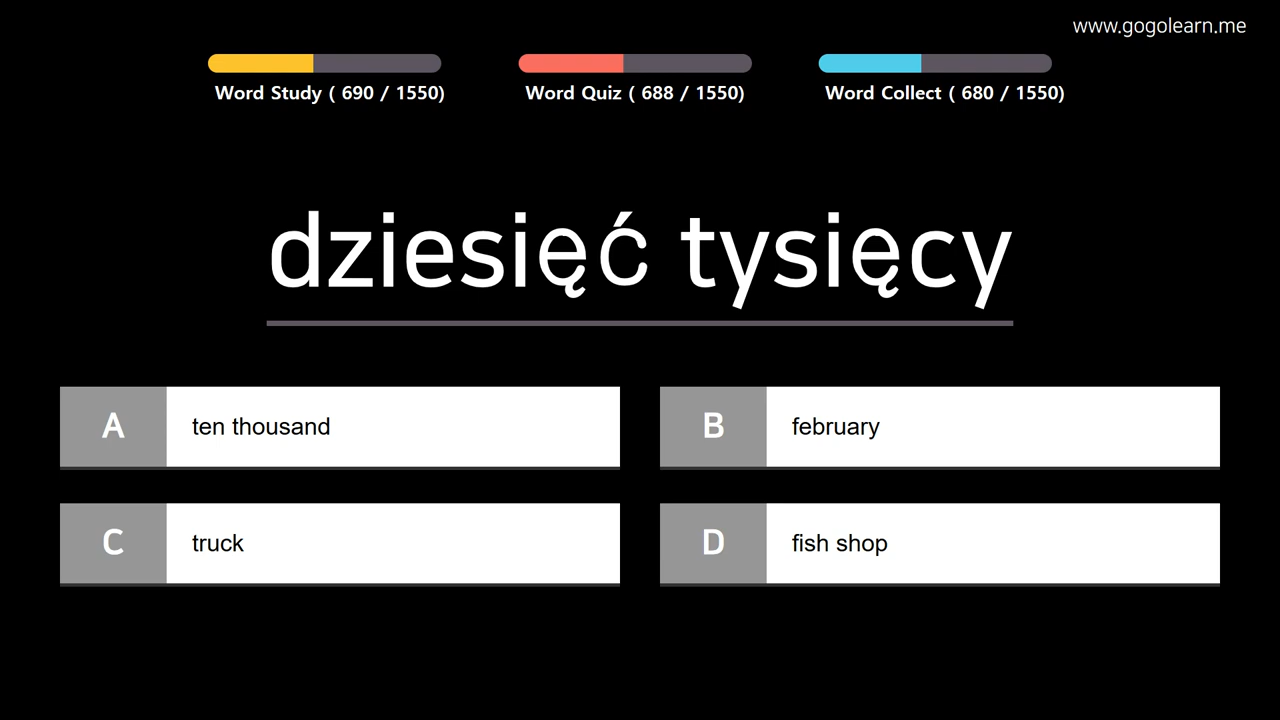 www.gogolearn.me
Word Study ( 690 / 1550)
Word Quiz ( 688 / 1550)
Word Collect ( 680 / 1550)
dziesięć tysięcy
A
ten thousand
B
february
C
truck
D
fish shop